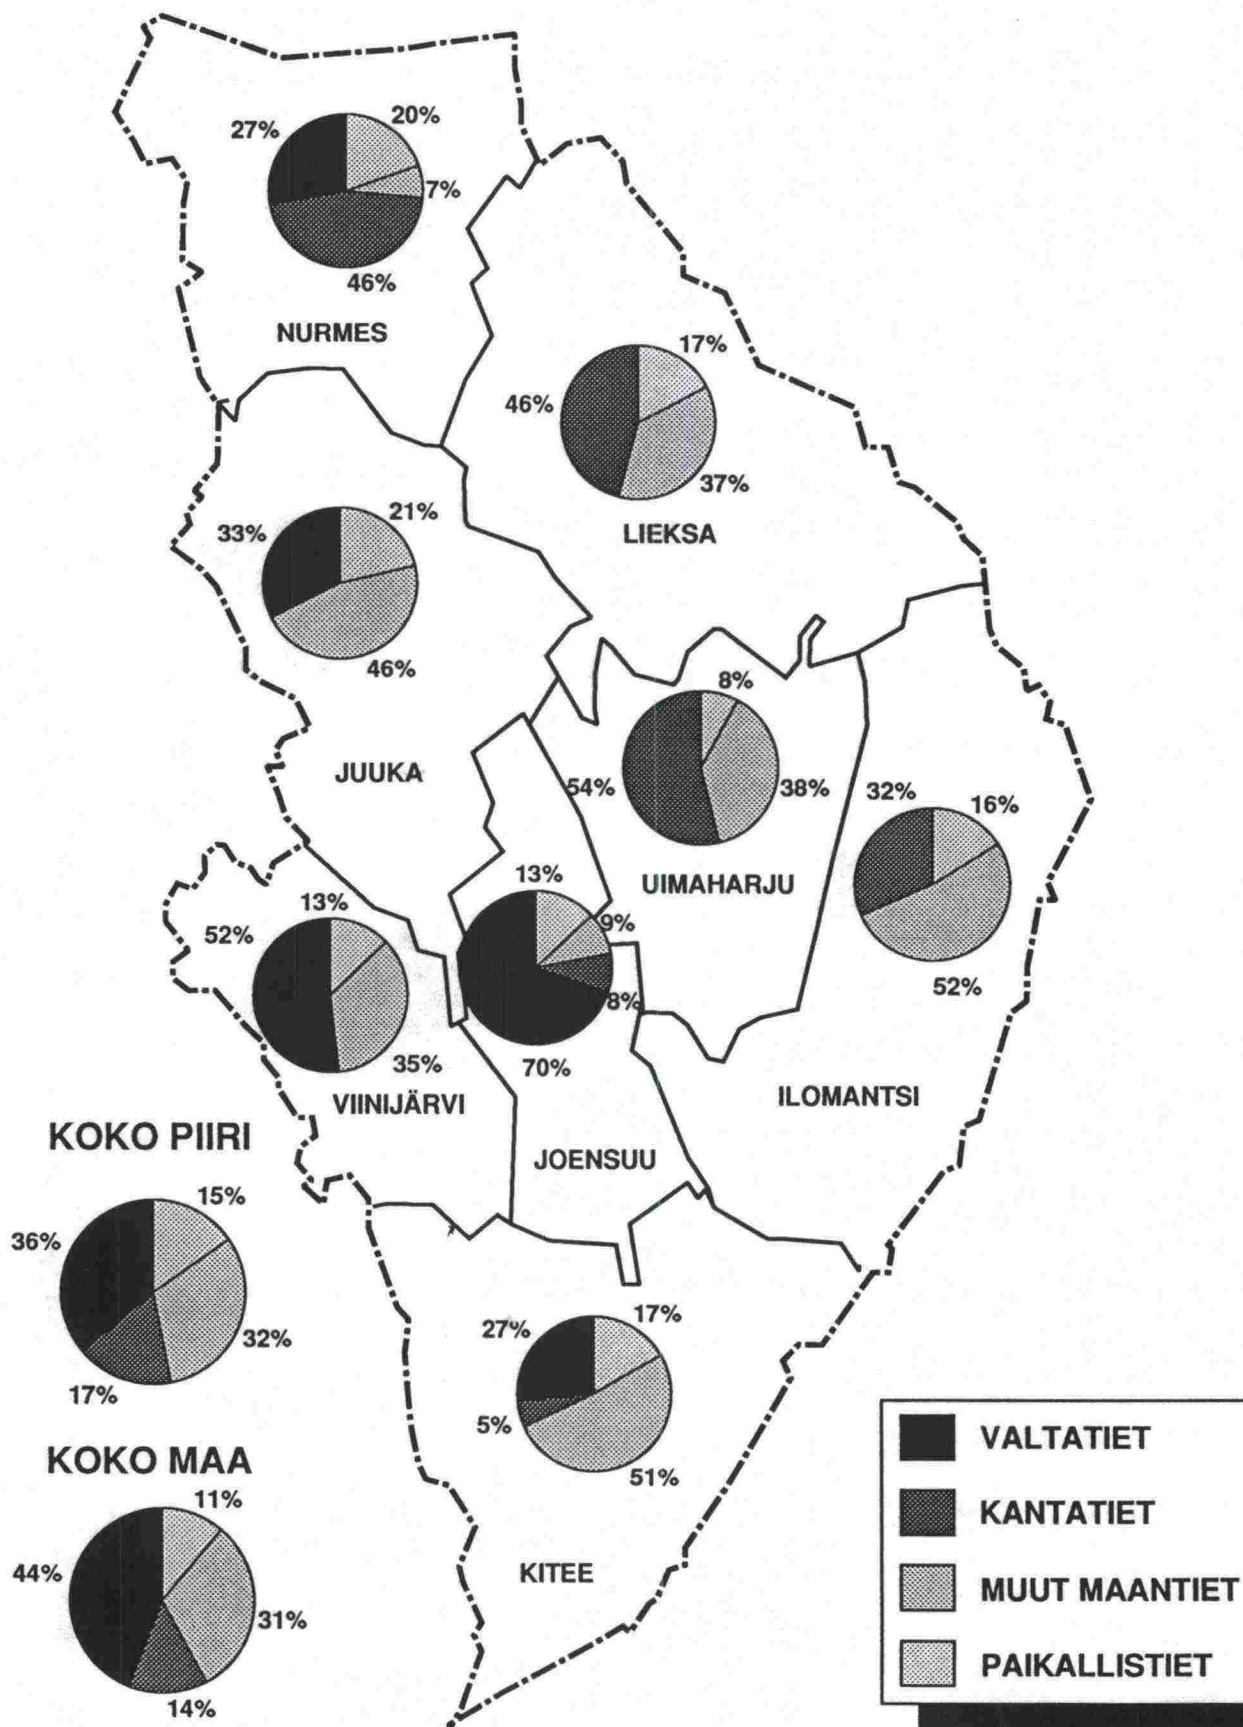 27%
20%
7%
46%
NURMES
17%
46%
37%
LIEKSA
33%
21%
46%
JUUKA
8%
54%
38%
UIMAHARJU
32%
16%
52%
ILOMANTSI
13%
52%
35%
VIINIJÄRVI
13%
9%
8%
70%
JOENSUU
KOKO PIIRI
15%
36%
32%
17%
KOKO MAA
11%
44%
31%
14%
27%
17%
5%
51%
KITEE
VALTATIET
KANTATIET
MUUT MAANTIET
PAIKALLISTIET